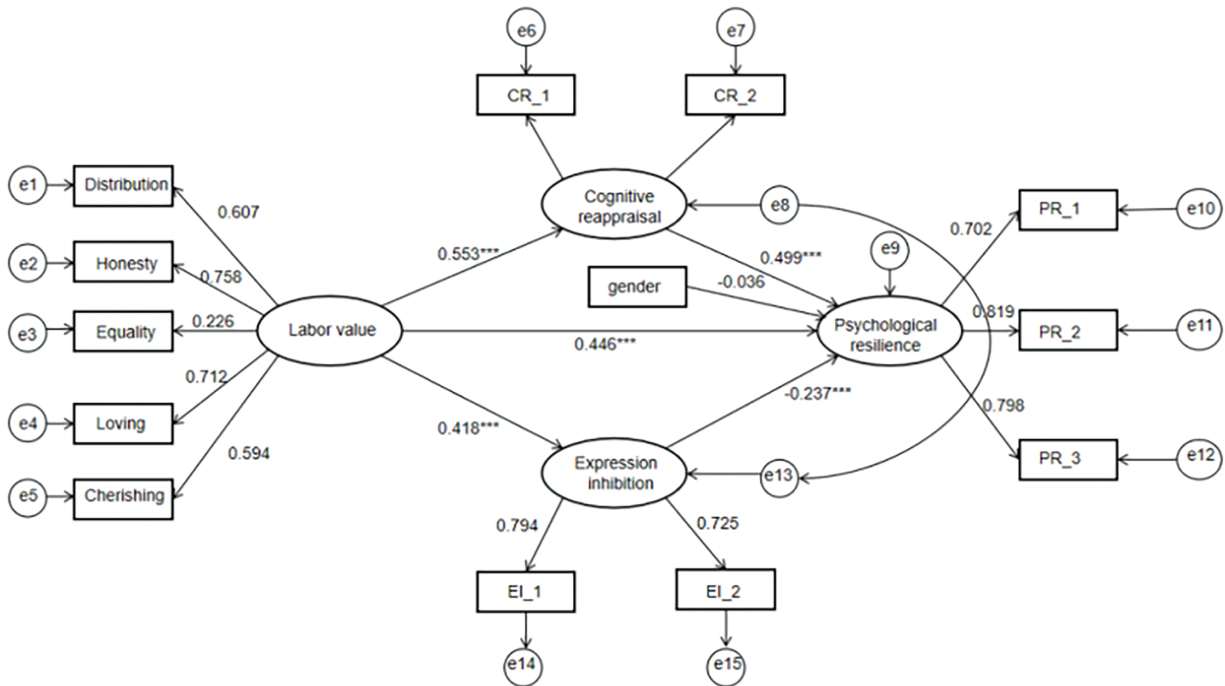 e6
e7
CR_1
CR_2
e1
Distribution
Cognitive
reappraisal
e8
PR_1
e10
0.607
0.702
e2
Honesty
0.758
0.553***
0.499***
e9
gender
-0.036
e3
Equality
0.226
Labor value
0.446***
Psychological
resilience
0.819
PR_2
e11
0.712
-0.237***
0.798
e4
Loving
0.418***
0.594
PR_3
e12
e5
Cherishing
Expression
inhibition
e13
0.794
0.725
EI_1
EI_2
e14
e15